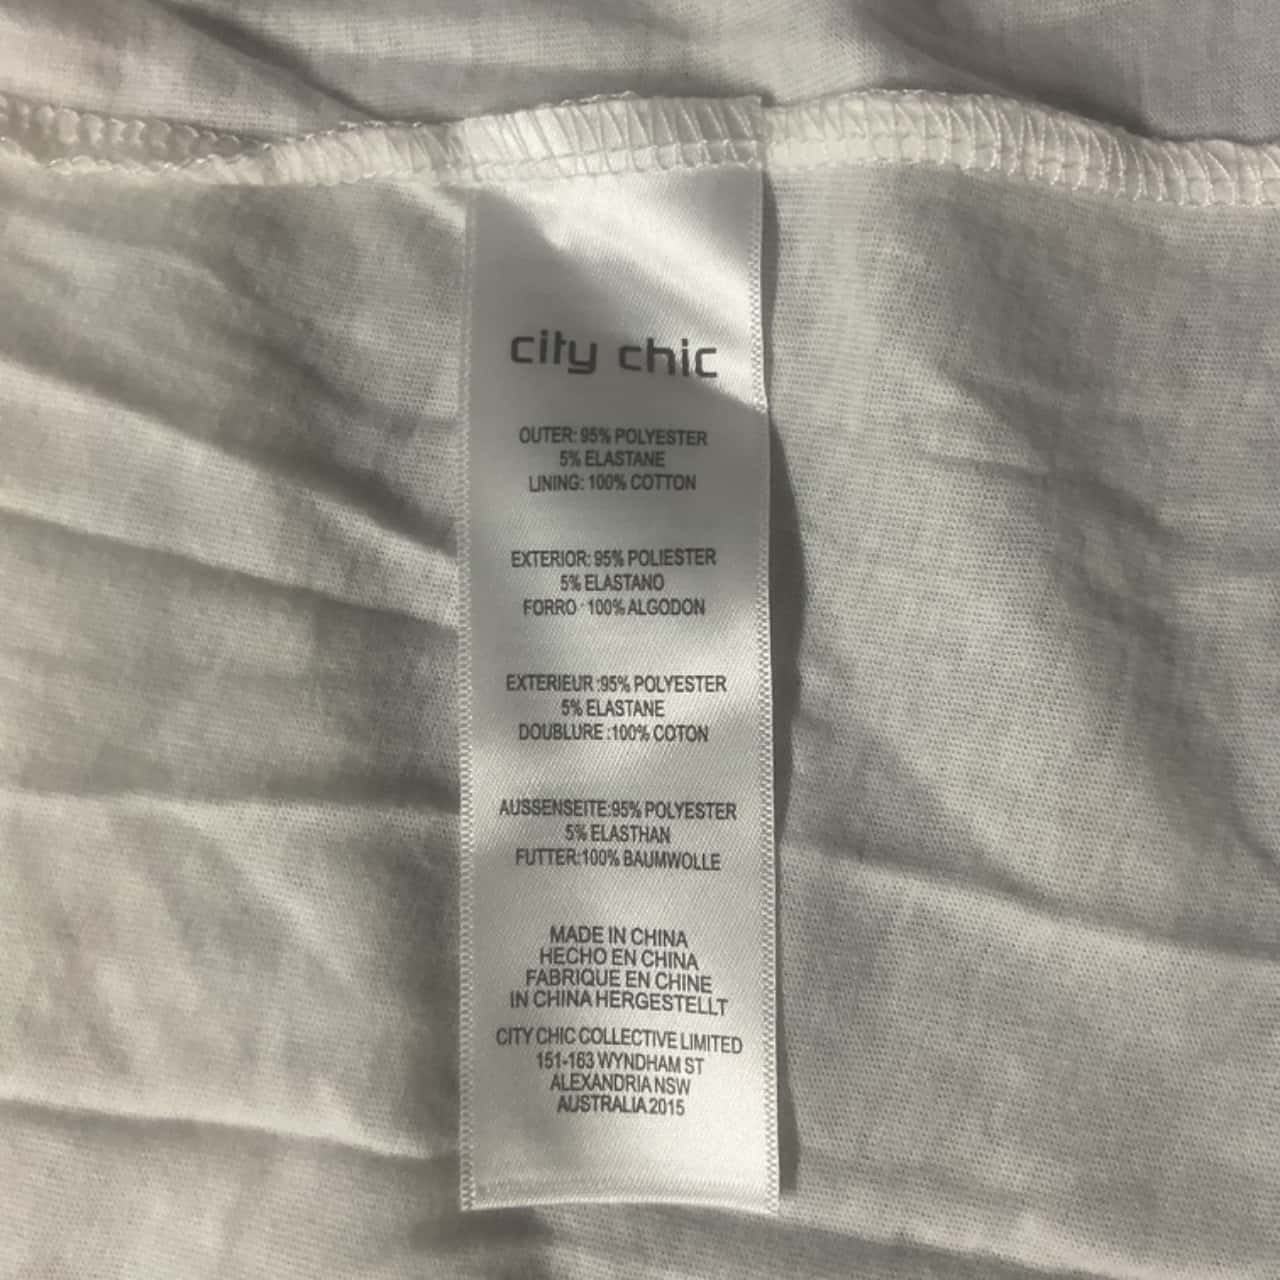 city chic
OUTER: 95% POLYESTER
5% ELASTANE
LINING: 100% COTTON
EXTERIOR: 95% POLIESTER
5% ELASTANO
FORRO : 100% ALGODON
EXTERIEUR :95% POLYESTER
5% ELASTANE
DOUBLURE :100% COTON
AUSSENSEITE:95% POLYESTER
5% ELASTHAN
FUTTER:100% BAUMWOLLE
MADE IN CHINA
HECHO EN CHINA
FABRIQUE EN CHINE
IN CHINA HERGESTELLT
CITY CHIC COLLECTIVE LIMITED
151-163 WYNDHAM ST
ALEXANDRIA NSW
AUSTRALIA 2015